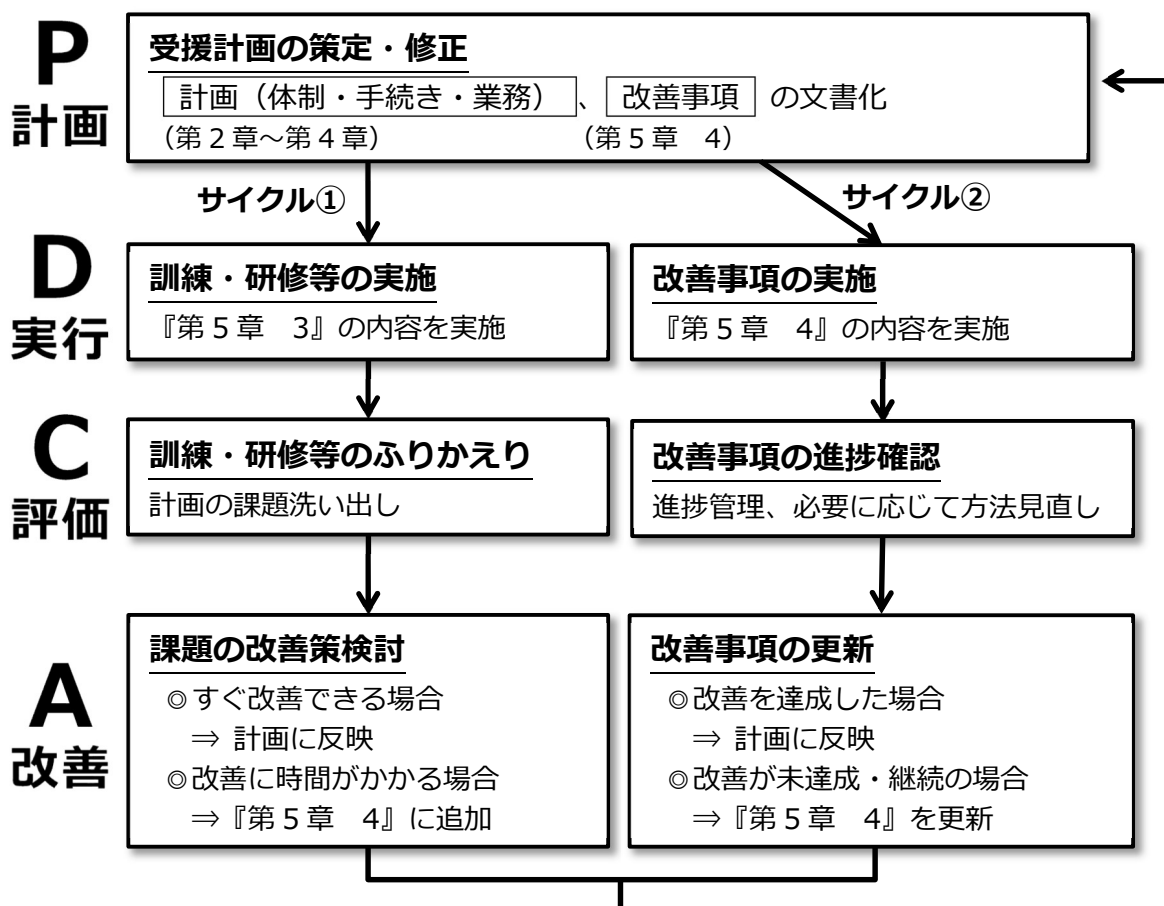 P
計画
受援計画の策定・修正
計画（体制・手続き・業務）、改善事項 の文書化
（第２章～第４章）（第５章　4）
サイクル①
サイクル②
D
実行
訓練・研修等の実施
『第５章　3』の内容を実施
改善事項の実施
『第５章　4』の内容を実施
C
評価
訓練・研修等のふりかえり
計画の課題洗い出し
改善事項の進捗確認
進捗管理、必要に応じて方法見直し
A
改善
課題の改善策検討
◎すぐ改善できる場合
⇒ 計画に反映
◎改善に時間がかかる場合
⇒『第５章　4』に追加
改善事項の更新
◎改善を達成した場合
⇒ 計画に反映
◎改善が未達成・継続の場合
⇒『第５章　4』を更新